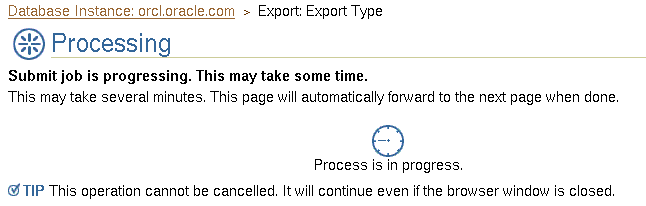 Database Instance: orcl.oracle.com > Export: Export Type
Processing
Submit job is progressing. This may take some time.
This may take several minutes. This page will automatically forward to the next page when done.
Process is in progress.
TIP This operation cannot be cancelled. It will continue even if the browser window is closed.